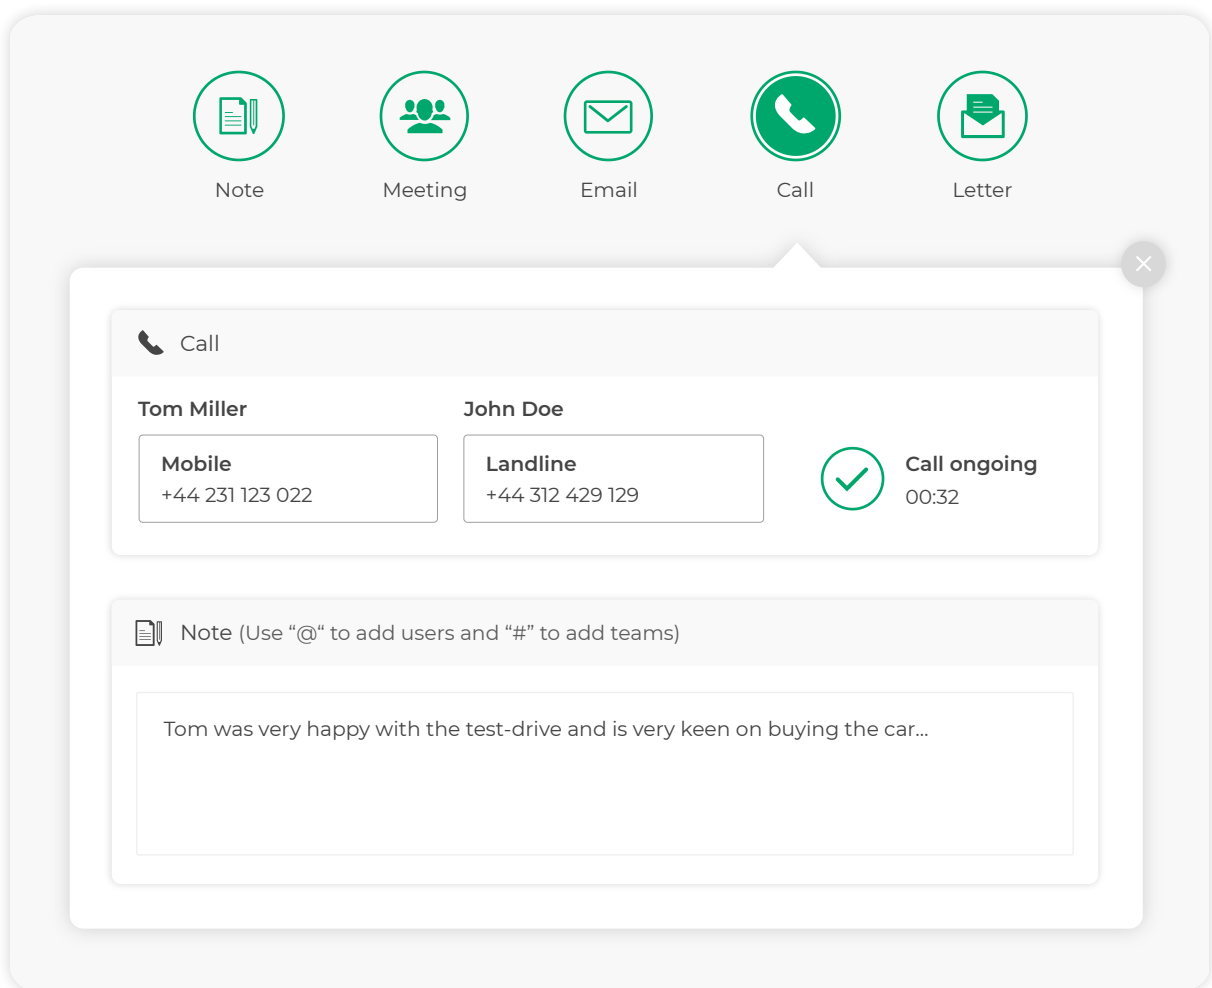 Note
Meeting
Email
Call
Letter
Call
Tom Miller
John Doe
Mobile
+44 231 123 022
Landline
+44 312 429 129
Call ongoing
00:32
Note (Use “@“ to add users and “#” to add teams)
Tom was very happy with the test-drive and is very keen on buying the car...